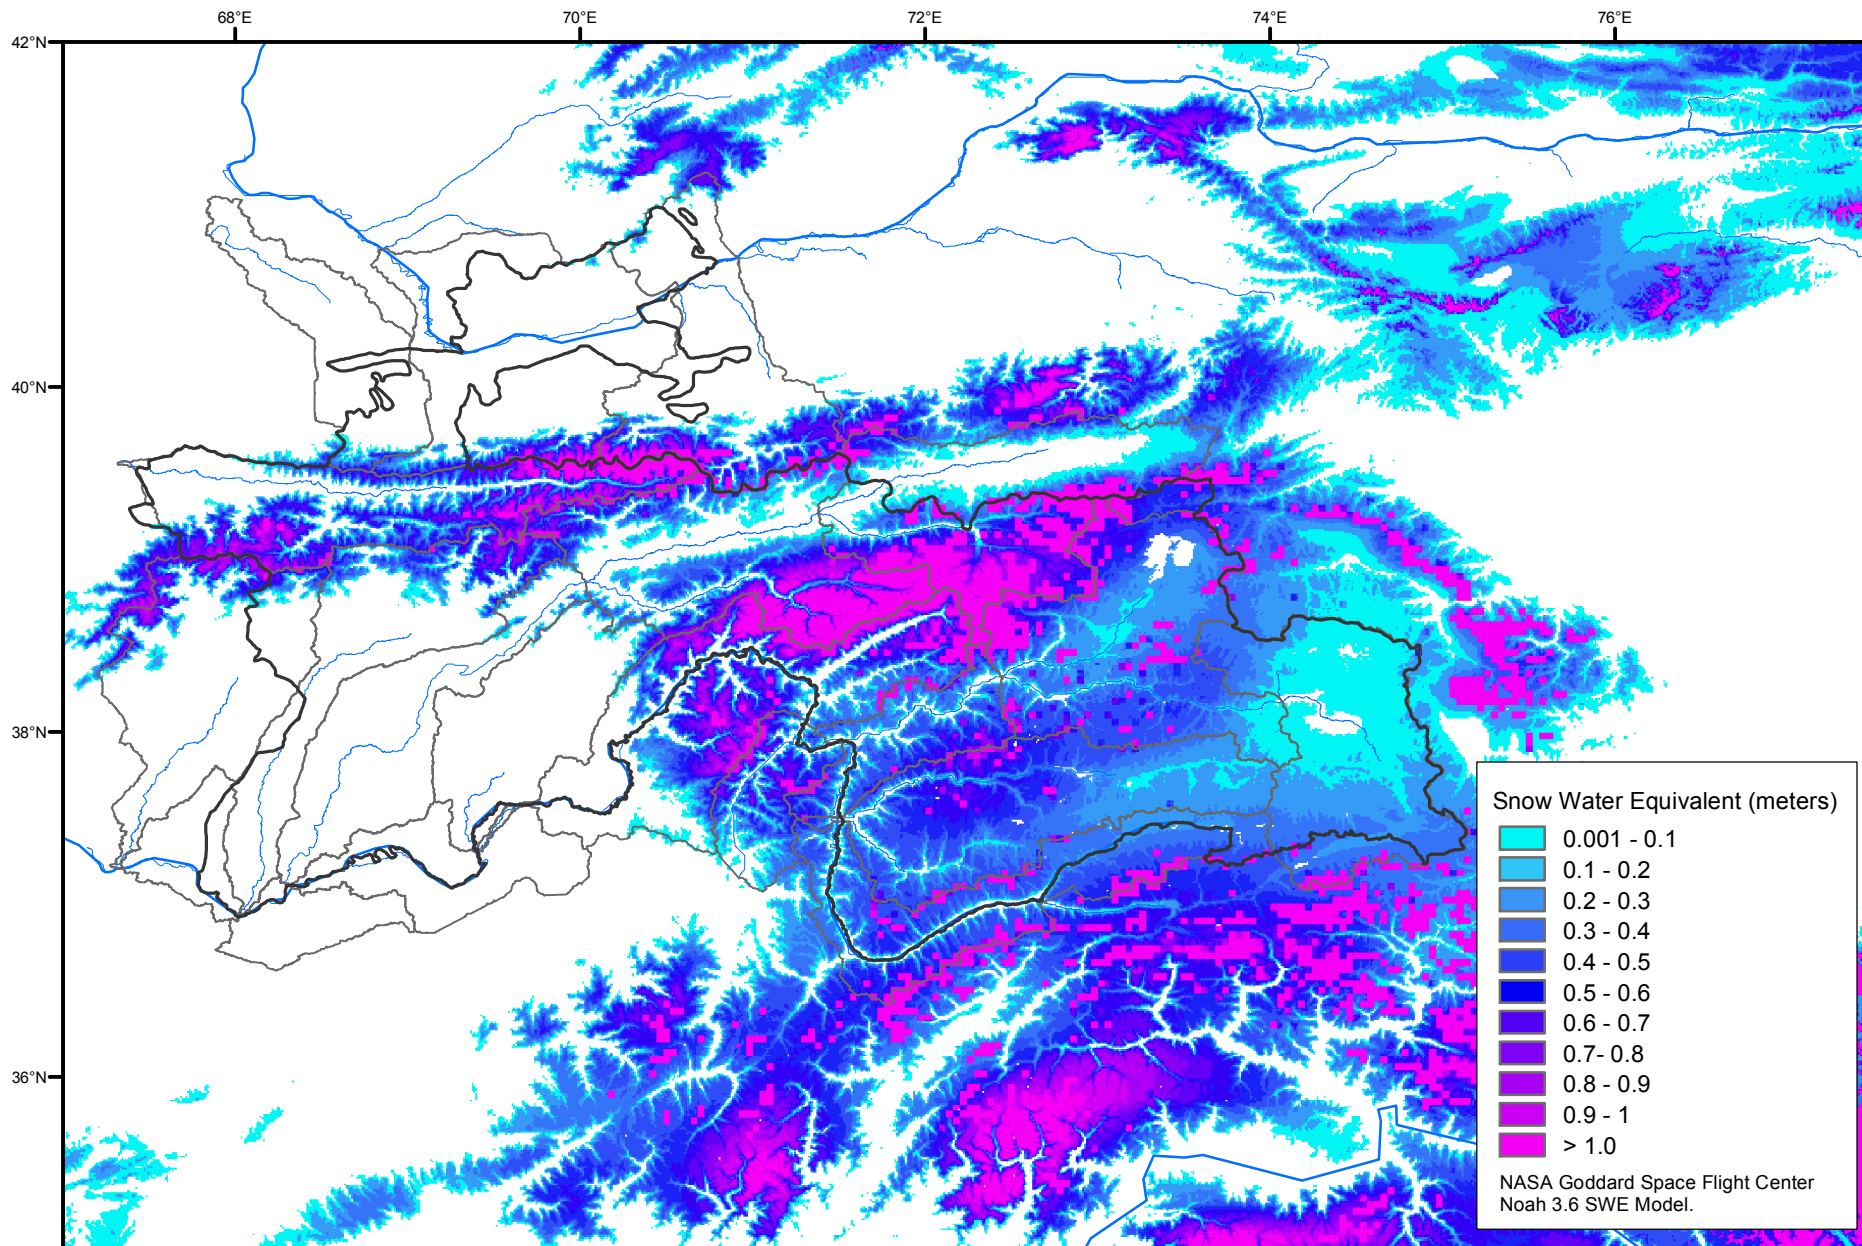 68°E 70°E 72°E 74°E 76°E
42°N
40°N
38°N
36°N
Snow Water Equivalent (meters)
0.001 - 0.1
0.1 - 0.2
0.2 - 0.3
0.3 - 0.4
0.4 - 0.5
0.5 - 0.6
0.6 - 0.7
0.7- 0.8
0.8 - 0.9
0.9 - 1
> 1.0
NASA Goddard Space Flight Center
Noah 3.6 SWE Model.